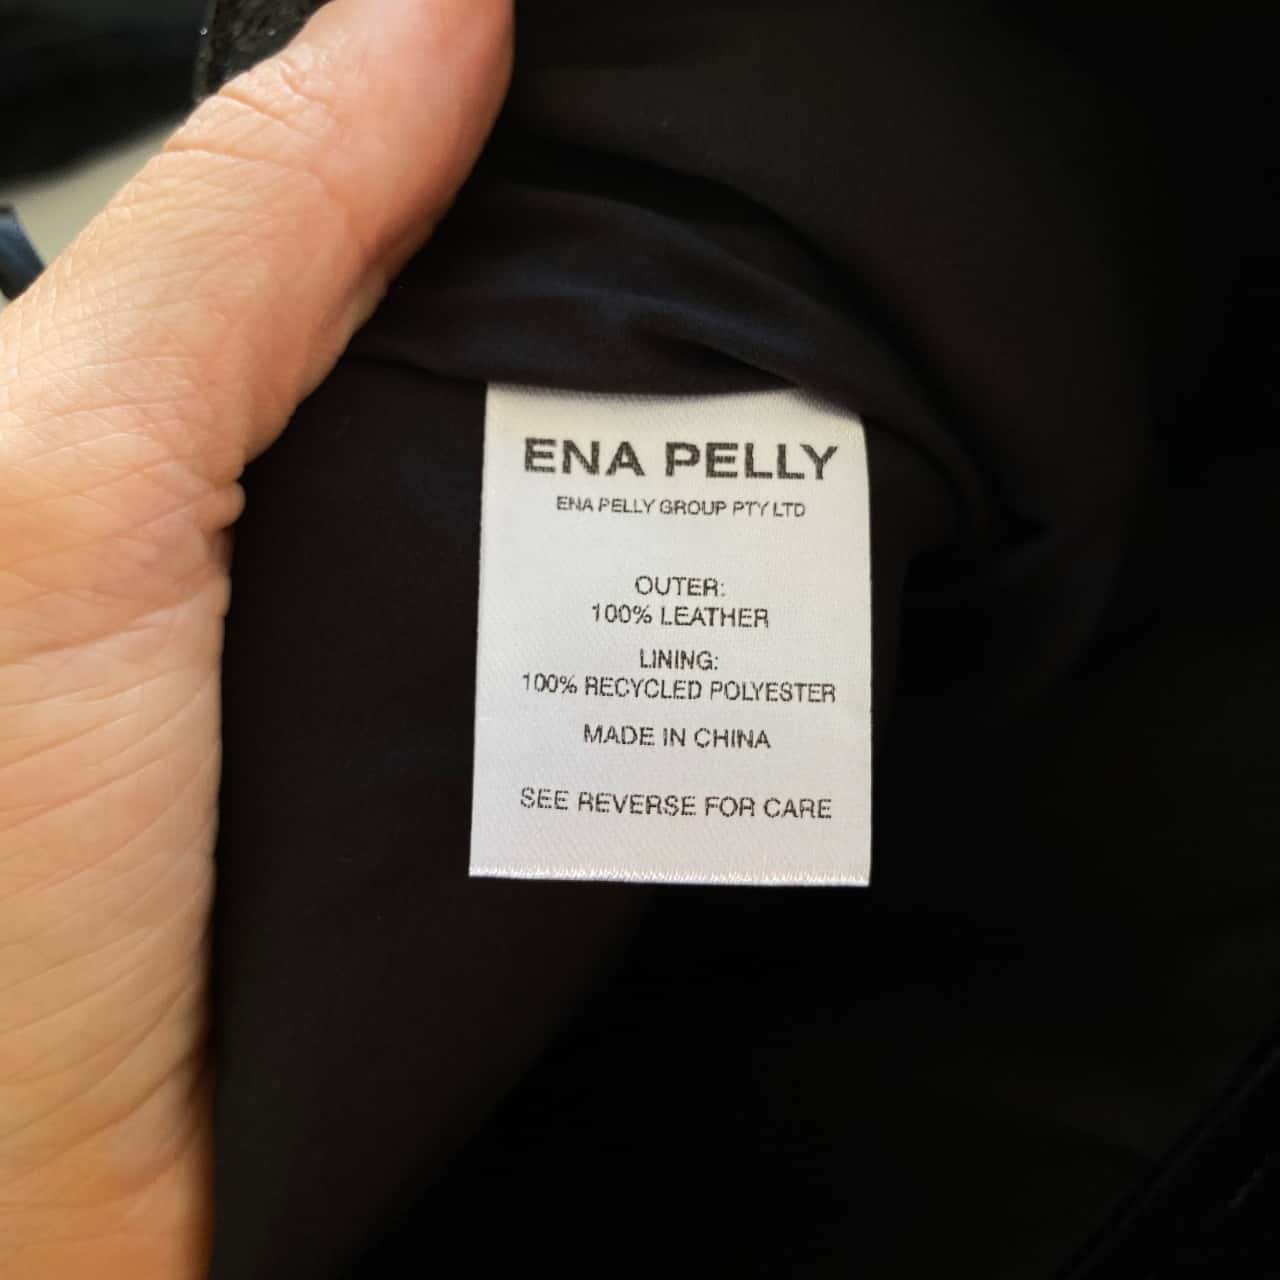 ENA PELLY
ENA PELLY GROUP PTY LTD
OUTER:
100% LEATHER
LINING:
100% RECYCLED POLYESTER
MADE IN CHINA
SEE REVERSE FOR CARE